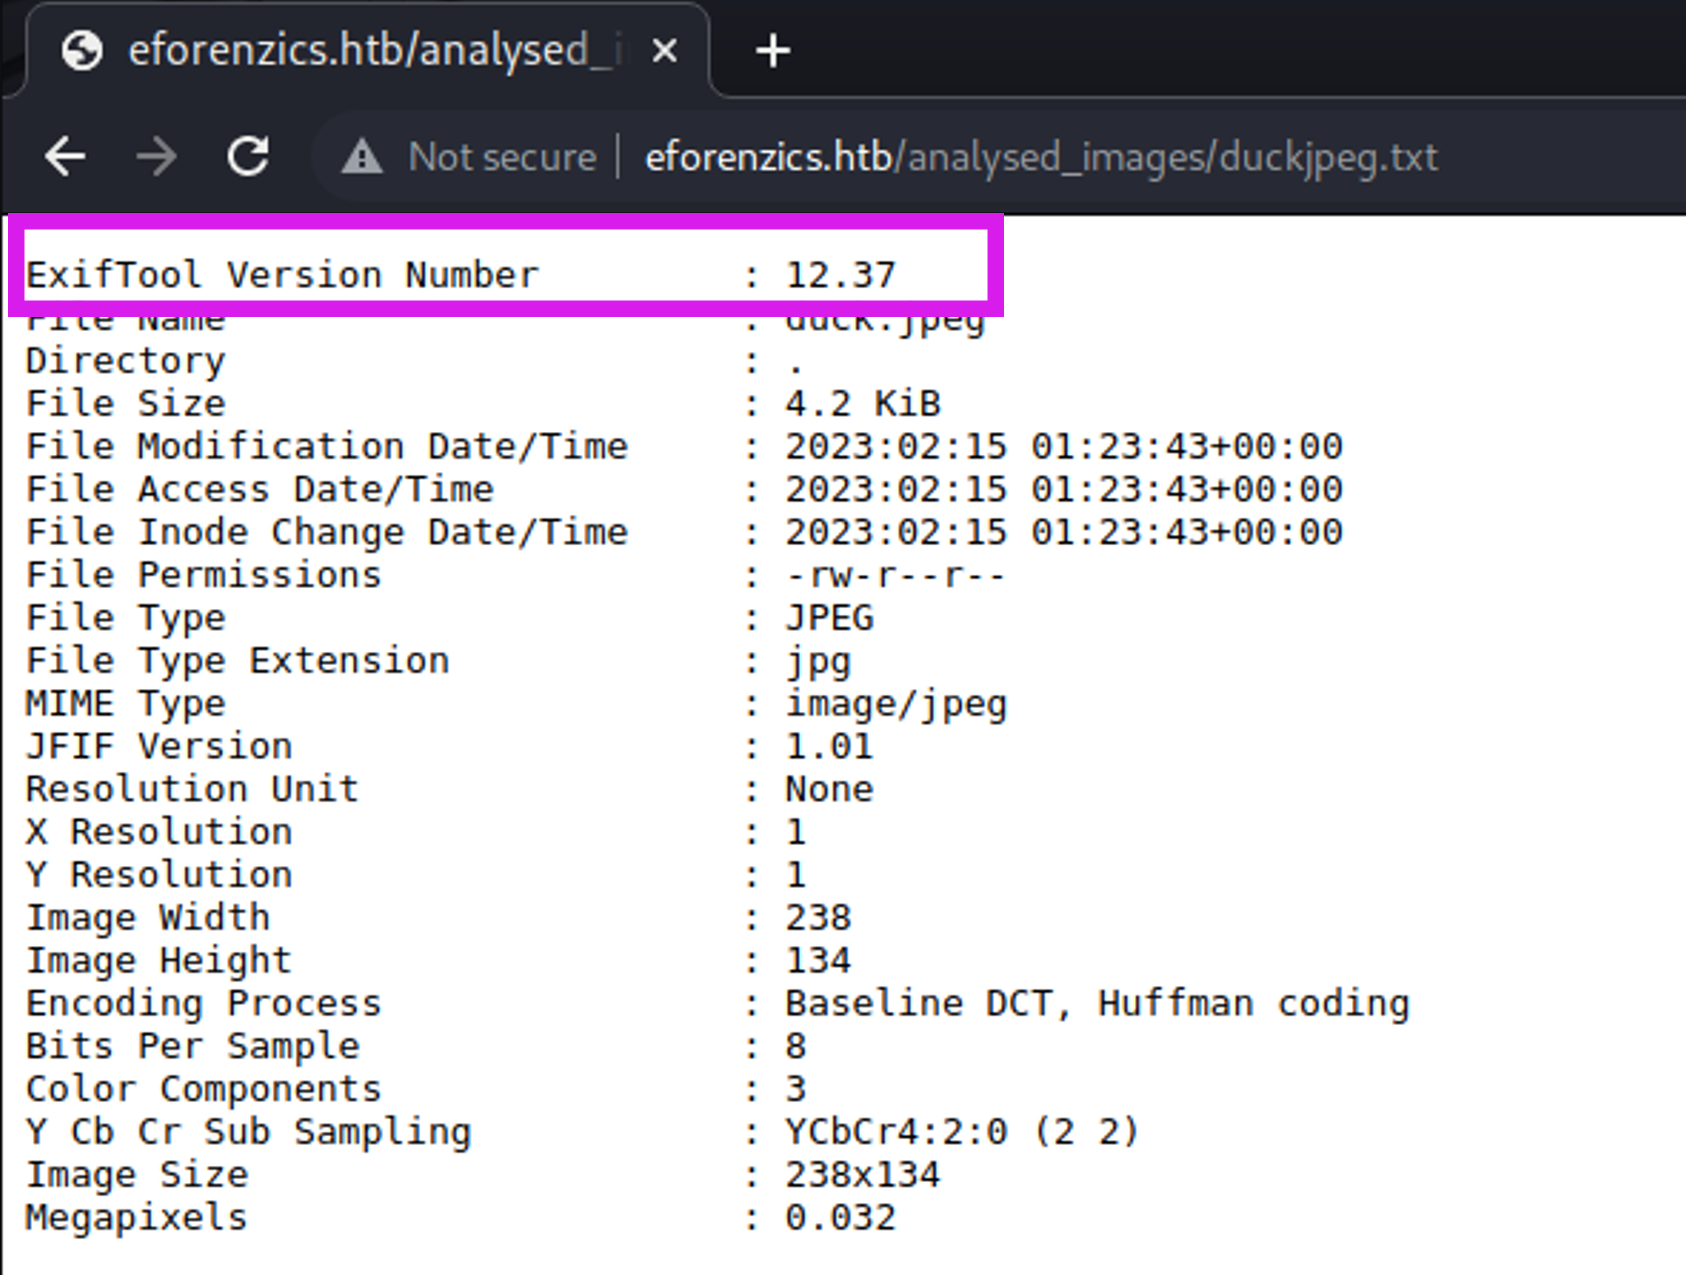 eforenzics.htb/analysed_i
Not secure eforenzics.htb/analysed_images/duckjpeg.txt
ExifTool Version Number : 12.37
File Name : duck.jpeg
Directory : .
File Size : 4.2 KiB
File Modification Date/Time : 2023:02:15 01:23:43+00:00
File Access Date/Time : 2023:02:15 01:23:43+00:00
File Inode Change Date/Time : 2023:02:15 01:23:43+00:00
File Permissions : -rw-r--r--
File Type : JPEG
File Type Extension : jpg
MIME Type : image/jpeg
JFIF Version : 1.01
Resolution Unit : None
X Resolution : 1
Y Resolution : 1
Image Width : 238
Image Height : 134
Encoding Process : Baseline DCT, Huffman coding
Bits Per Sample : 8
Color Components : 3
Y Cb Cr Sub Sampling : YCbCr4:2:0 (2 2)
Image Size : 238x134
Megapixels : 0.032